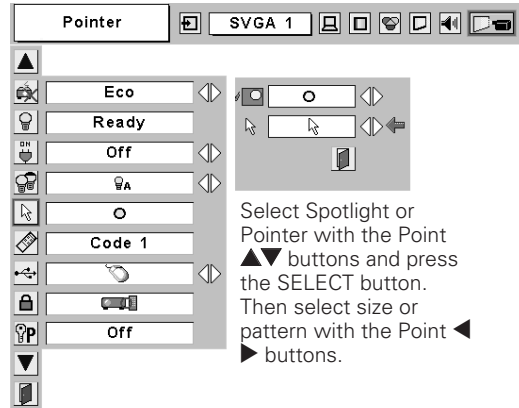 Pointer
SVGA 1
Eco
Ready
ON
Off
A
Code 1
P
Off
Select Spotlight or
Pointer with the Point
▲▼ buttons and press
the SELECT button.
Then select size or
pattern with the Point ◀
▶ buttons.